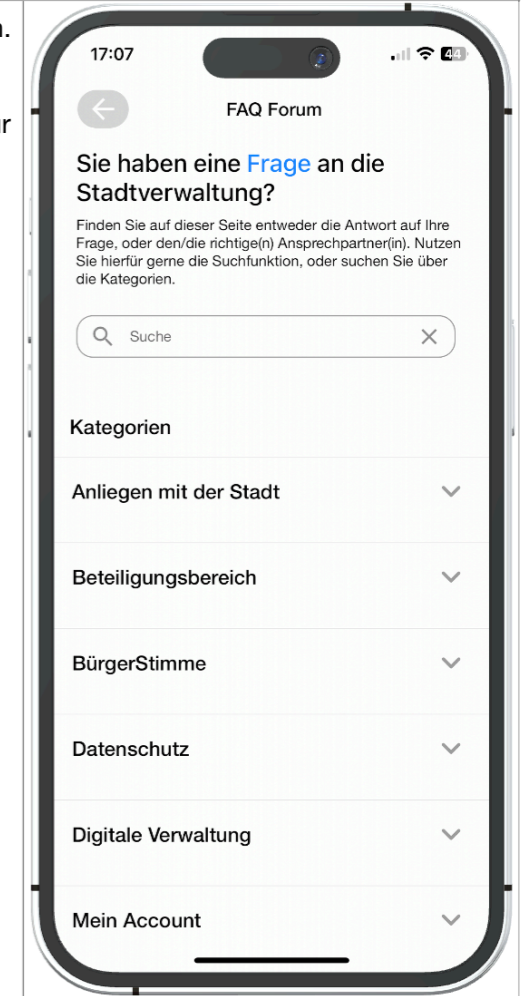 17:07
44
FAQ Forum
Sie haben eine Frage an die
Stadtverwaltung?
Finden Sie auf dieser Seite entweder die Antwort auf Ihre
Frage, oder den/die richtige(n) Ansprechpartner(in). Nutzen
Sie hierfür gerne die Suchfunktion, oder suchen Sie über
die Kategorien.
Suche
Kategorien
Anliegen mit der Stadt
Beteiligungsbereich
BürgerStimme
Datenschutz
Digitale Verwaltung
Mein Account